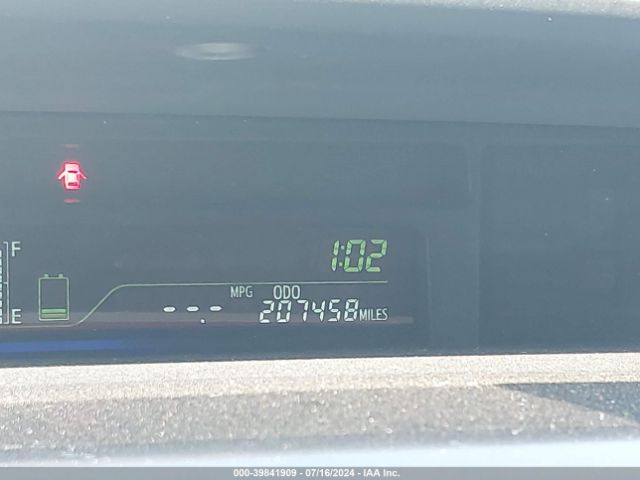 F
1:02
MPG ODO
E --.- 207458 MILES
000-39841909 - 07/16/2024 - IAA Inc.